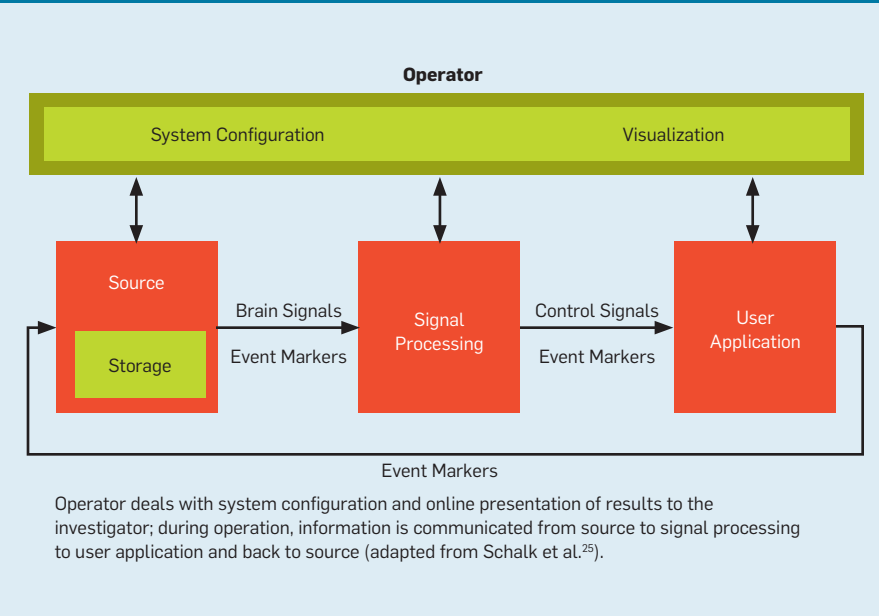 Operator
System Configuration
Visualization
Source
Storage
Brain Signals
Event Markers
Signal
Processing
Control Signals
Event Markers
User
Application
Event Markers
Operator deals with system configuration and online presentation of results to the
investigator; during operation, information is communicated from source to signal processing
to user application and back to source (adapted from Schalk et al.25).